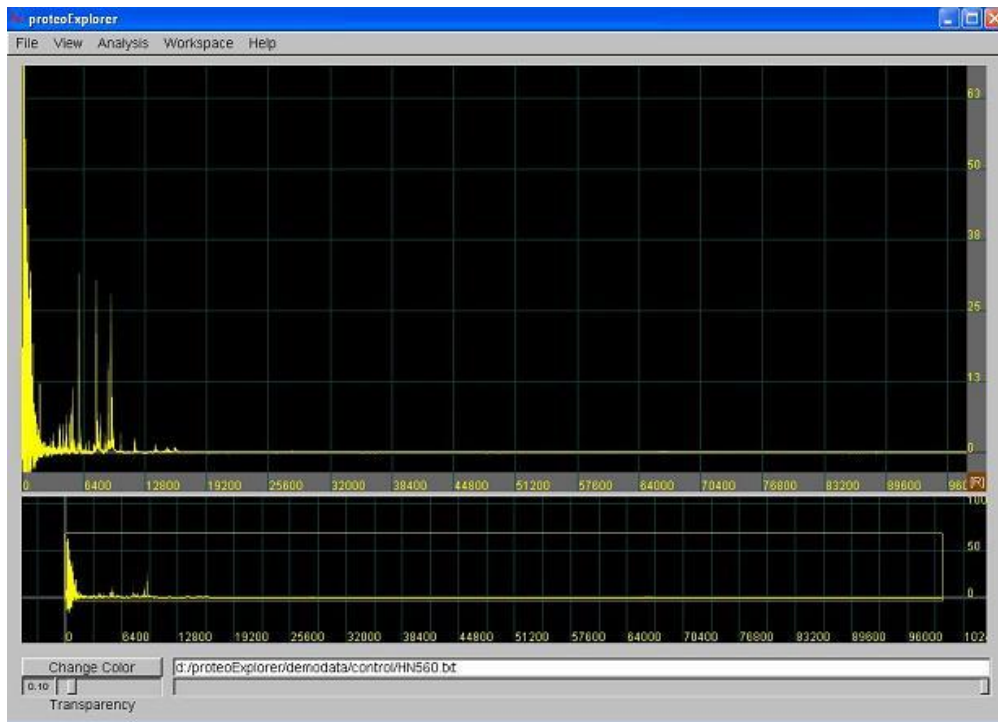 proteoExplorer
File View Analysis Workspace Help
63
50
38
25
13
0
0 6400 12800 19200 25600 32000 38400 44800 51200 57600 64000 70400 76800 83200 89600 960 [R]
100
50
0
0 6400 12800 19200 25600 32000 38400 44800 51200 57600 64000 70400 76800 83200 89600 96000 102
Change Color d:/proteoExplorer/demodata/control/HN560.txt
0.10
Transparency